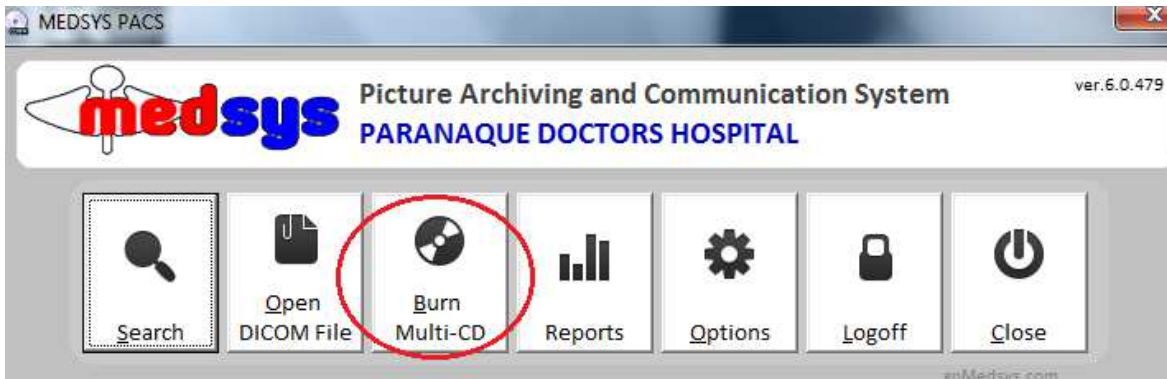 MEDSYS PACS
X
medsys
Picture Archiving and Communication System
PARANAQUE DOCTORS HOSPITAL
ver.6.0.479
Search
Open
DICOM File
Burn
Multi-CD
Reports
Options
Logoff
Close